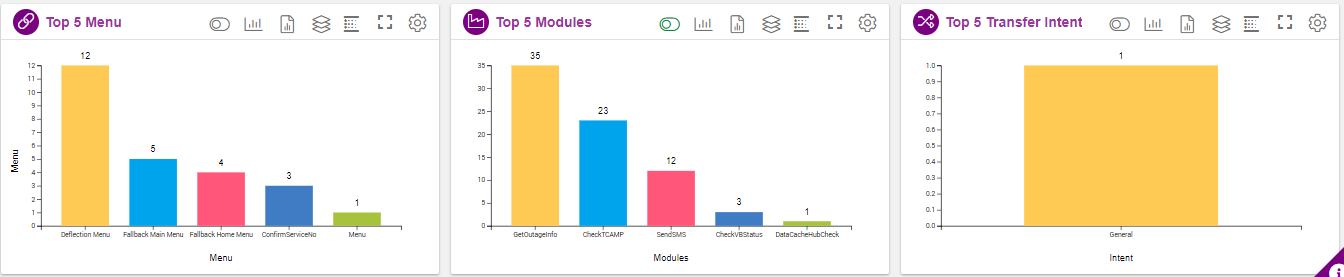 Top 5 Menu
12
5
4
3
1
12
11
10
9
8
7
6
5
4
3
2
1
0
Menu
Deflection Menu
Fallback Main Menu
Fallback Home Menu
ConfirmServiceNo
Menu
Menu
Top 5 Modules
35
23
12
3
1
35
30
25
20
15
10
5
0
GetOutageInfo
CheckTCAMP
SendSMS
CheckVBStatus
DataCacheHubCheck
Modules
Top 5 Transfer Intent
1
1.0
0.9
0.8
0.7
0.6
0.5
0.4
0.3
0.2
0.1
0.0
General
Intent